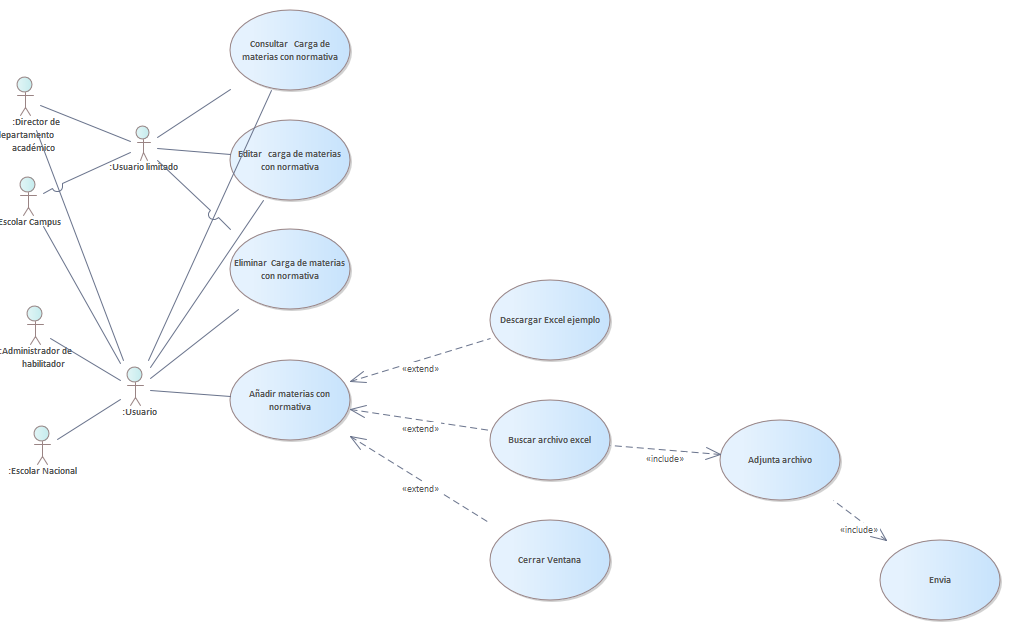 Consultar Carga de
materias con normativa
:Director de
departamento
académico
:Usuario limitado
Editar carga de materias
con normativa
Escolar Campus
Eliminar Carga de materias
con normativa
:Administrador de
habilitador
Descargar Excel ejemplo
«extend»
Añadir materias con
normativa
:Usuario
«extend»
Buscar archivo excel
«include»
Adjunta archivo
:Escolar Nacional
«extend»
Cerrar Ventana
«include»
Envia